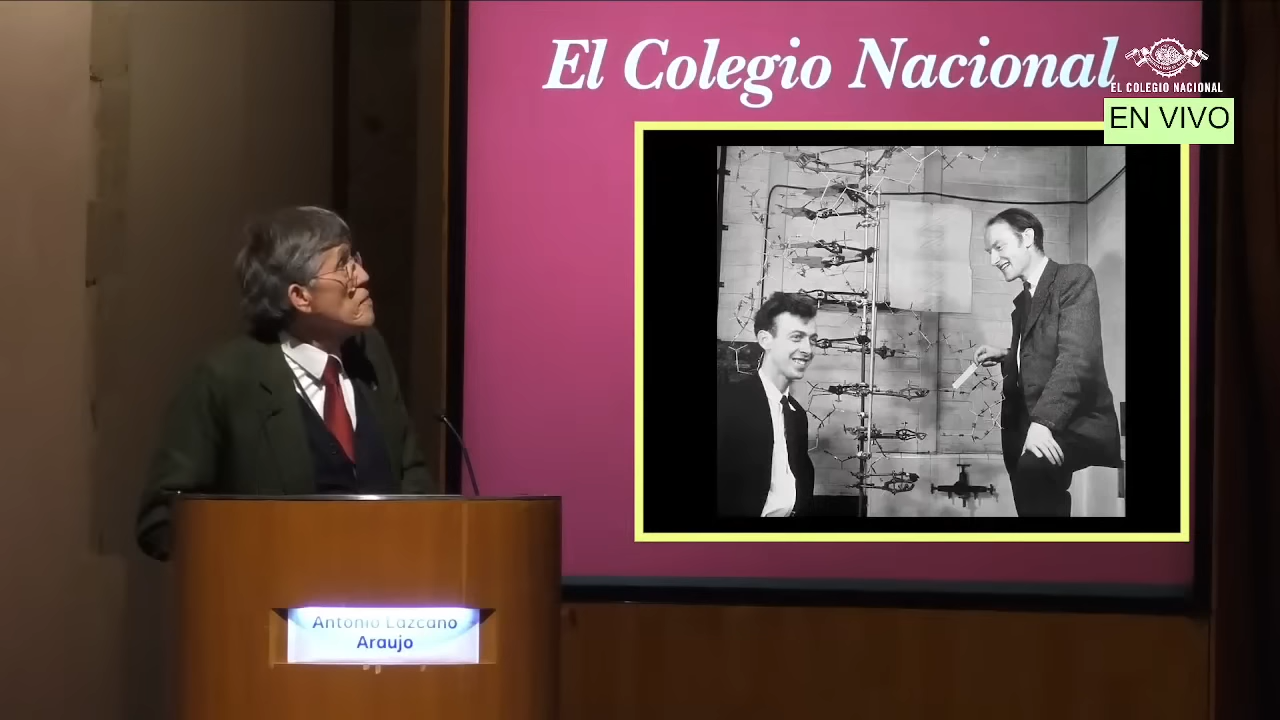 El Colegio Nacional
EL COLEGIO NACIONAL
EN VIVO
Antonio Lazcano
Araujo